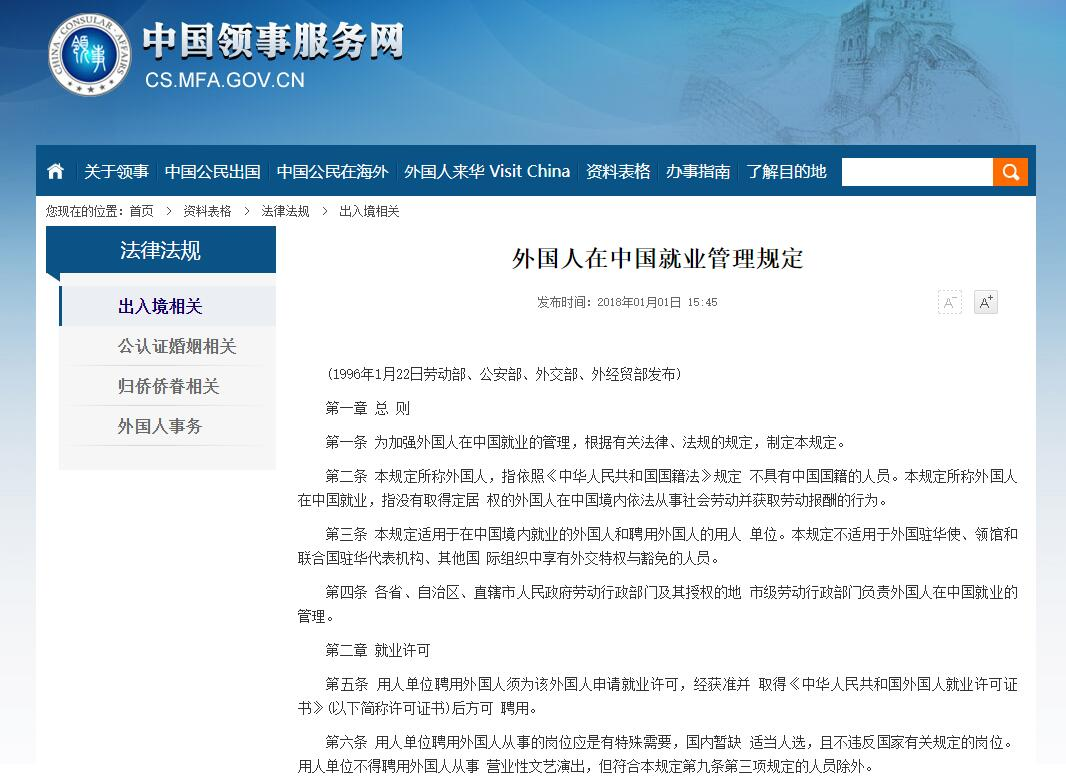 CHINA · CONSULAR · AFFAIRS
领事
中国领事服务网
CS.MFA.GOV.CN
关于领事 中国公民出国 中国公民在海外 外国人来华 Visit China 资料表格 办事指南 了解目的地
您现在的位置：首页 > 资料表格 > 法律法规 > 出入境相关
法律法规
出入境相关
公认证婚姻相关
归侨侨眷相关
外国人事务
外国人在中国就业管理规定
发布时间：2018年01月01日 15:45
A- A+
(1996年1月22日劳动部、公安部、外交部、外经贸部发布)
第一章 总 则
第一条 为加强外国人在中国就业的管理，根据有关法律、法规的规定，制定本规定。
第二条 本规定所称外国人，指依照《中华人民共和国国籍法》规定 不具有中国国籍的人员。本规定所称外国人
在中国就业，指没有取得定居 权的外国人在中国境内依法从事社会劳动并获取劳动报酬的行为。
第三条 本规定适用于在中国境内就业的外国人和聘用外国人的用人 单位。本规定不适用于外国驻华使、领馆和
联合国驻华代表机构、其他国 际组织中享有外交特权与豁免的人员。
第四条 各省、自治区、直辖市人民政府劳动行政部门及其授权的地 市级劳动行政部门负责外国人在中国就业的
管理。
第二章 就业许可
第五条 用人单位聘用外国人须为该外国人申请就业许可，经获准并 取得《中华人民共和国外国人就业许可证
书》(以下简称许可证书)后方可 聘用。
第六条 用人单位聘用外国人从事的岗位应是有特殊需要，国内暂缺 适当人选，且不违反国家有关规定的岗位。
用人单位不得聘用外国人从事 营业性文艺演出，但符合本规定第九条第三项规定的人员除外。